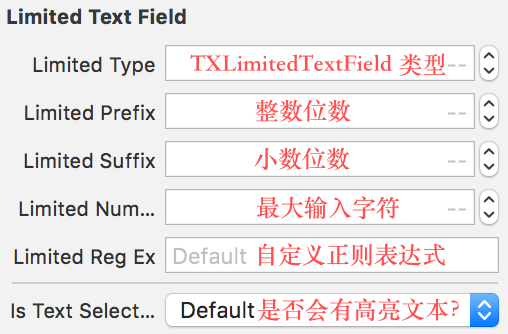 Limited Text Field
Limited Type TXLimitedTextField 类型 --
Limited Prefix 整数位数 --
Limited Suffix 小数位数 --
Limited Num... 最大输入字符 --
Limited Reg Ex Default 自定义正则表达式
Is Text Select... Default 是否会有高亮文本?